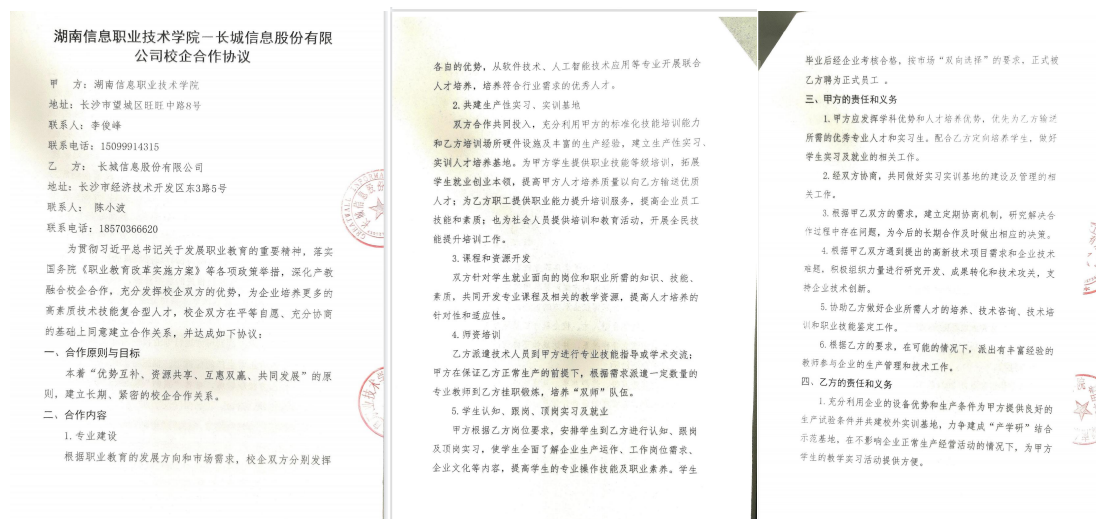 湖南信息职业技术学院－长城信息股份有限
公司校企合作协议
甲 方：湖南信息职业技术学院
地址：长沙市望城区旺旺中路8号
联系人：李俊峰
联系电话：15099914315
乙 方： 长城信息股份有限公司
地址：长沙市经济技术开发区东3路5号
联系人： 陈小波
联系电话：18570366620
为贯彻习近平总书记关于发展职业教育的重要精神，落实
国务院《职业教育改革实施方案》等各项政策举措，深化产教
融合校企合作，充分发挥校企双方的优势，为企业培养更多的
高素质技术技能复合型人才，校企双方在平等自愿、充分协商
的基础上同意建立合作关系，并达成如下协议：
一、合作原则与目标
本着“优势互补、资源共享、互惠双赢、共同发展”的原
则，建立长期、紧密的校企合作关系。
二、合作内容
1.专业建设
根据职业教育的发展方向和市场需求，校企双方分别发挥
各自的优势，从软件技术、人工智能技术应用等专业开展联合
人才培养，培养符合行业需求的优秀人才。
2.共建生产性实习、实训基地
双方合作共同投入，充分利用甲方的标准化技能培训能力
和乙方培训场所硬件设施及丰富的生产经验，建立生产性实习、
实训人才培养基地。为甲方学生提供职业技能等级培训，拓展
学生就业创业本领，提高甲方人才培养质量以向乙方输送优质
人才；为乙方职工提供职业能力提升培训服务，提高企业员工
技能和素质；也为社会人员提供培训和教育活动，开展全民技
能提升培训工作。
3.课程和资源开发
双方针对学生就业面向的岗位和职业所需的知识、技能、
素质，共同开发专业课程及相关的教学资源，提高人才培养的
针对性和适应性。
4.师资培训
乙方派遣技术人员到甲方进行专业技能指导或学术交流；
甲方在保证乙方正常生产的前提下，根据需求派遣一定数量的
专业教师到乙方挂职锻炼，培养“双师”队伍。
5.学生认知、跟岗、顶岗实习及就业
甲方根据乙方岗位要求，安排学生到乙方进行认知、跟岗
及顶岗实习，使学生全面了解企业生产运作、工作岗位需求、
企业文化等内容，提高学生的专业操作技能及职业素养。学生
毕业后经企业考核合格，按市场“双向选择”的要求，正式被
乙方聘为正式员工 。
三、甲方的责任和义务
1.甲方应发挥学科优势和人才培养优势，优先为乙方输送
所需的优秀专业人才和实习生，配合乙方定向培养学生，做好
学生实习及就业的相关工作。
2.经双方协商，共同做好实习实训基地的建设及管理的相
关工作。
3.根据甲乙双方的需求，建立定期协商机制，研究解决合
作过程中存在问题，为今后的长期合作及时做出相应的决策。
4.根据甲乙双方通到提出的高新技术项目需求和企业技术
难题，积极组织力量进行研究开发、成果转化和技术攻关，支
持企业技术创新。
5.协助乙方做好企业所需人才的培养、技术咨询、技术培
训和职业技能鉴定工作。
6.根据乙方的要求，在可能的情况下，派出有丰富经验的
教师参与企业的生产管理和技术工作。
四、乙方的责任和义务
1.充分利用企业的设备优势和生产条件为甲方提供良好的
生产试验条件并共建校外实训基地，力争建成“产学研”结合
示范基地，在不影响企业正常生产经营活动的情况下，为甲方
学生的教学实习活动提供方便。